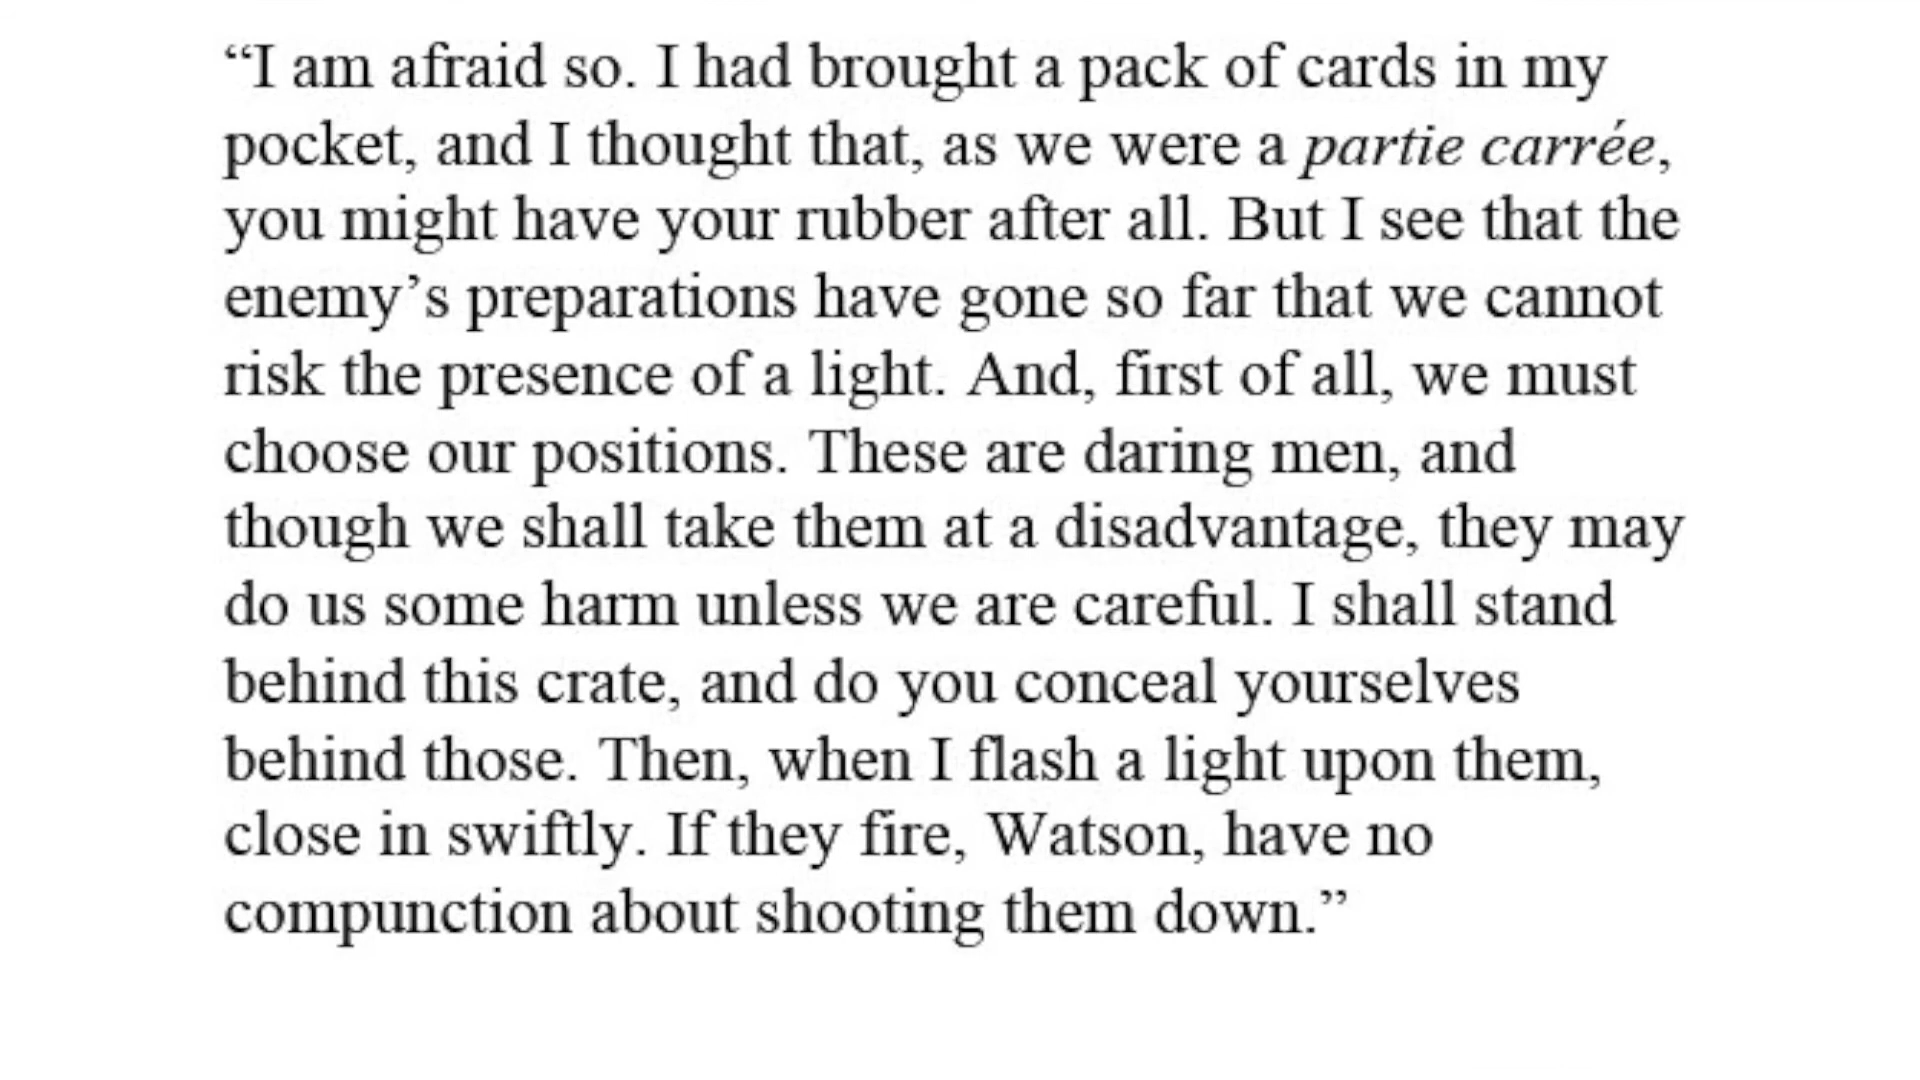 “I am afraid so. I had brought a pack of cards in my
pocket, and I thought that, as we were a partie carrée,
you might have your rubber after all. But I see that the
enemy’s preparations have gone so far that we cannot
risk the presence of a light. And, first of all, we must
choose our positions. These are daring men, and
though we shall take them at a disadvantage, they may
do us some harm unless we are careful. I shall stand
behind this crate, and do you conceal yourselves
behind those. Then, when I flash a light upon them,
close in swiftly. If they fire, Watson, have no
compunction about shooting them down.”